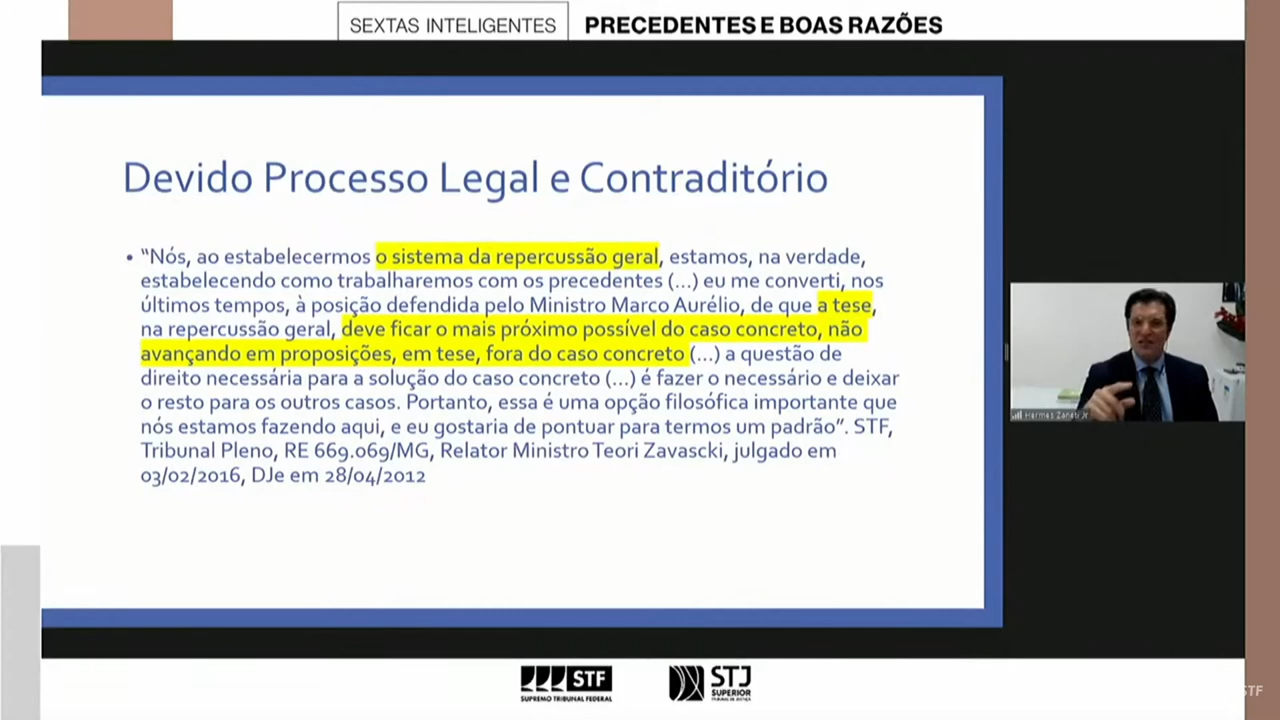 SEXTAS INTELIGENTES PRECEDENTES E BOAS RAZÕES
Devido Processo Legal e Contraditório
• “Nós, ao estabelecermos o sistema da repercussão geral, estamos, na verdade,
estabelecendo como trabalharemos com os precedentes (...) eu me converti, nos
últimos tempos, à posição defendida pelo Ministro Marco Aurélio, de que a tese,
na repercussão geral, deve ficar o mais próximo possível do caso concreto, não
avançando em proposições, em tese, fora do caso concreto (...) a questão de
direito necessária para a solução do caso concreto (...) é fazer o necessário e deixar
o resto para os outros casos. Portanto, essa é uma opção filosófica importante que
nós estamos fazendo aqui, e eu gostaria de pontuar para termos um padrão”. STF,
Tribunal Pleno, RE 669.069/MG, Relator Ministro Teori Zavascki, julgado em
03/02/2016, DJe em 28/04/2012
Hermes Zaneti Jr
STF
SUPREMO TRIBUNAL FEDERAL
STJ
SUPERIOR
TRIBUNAL DE JUSTIÇA
STF